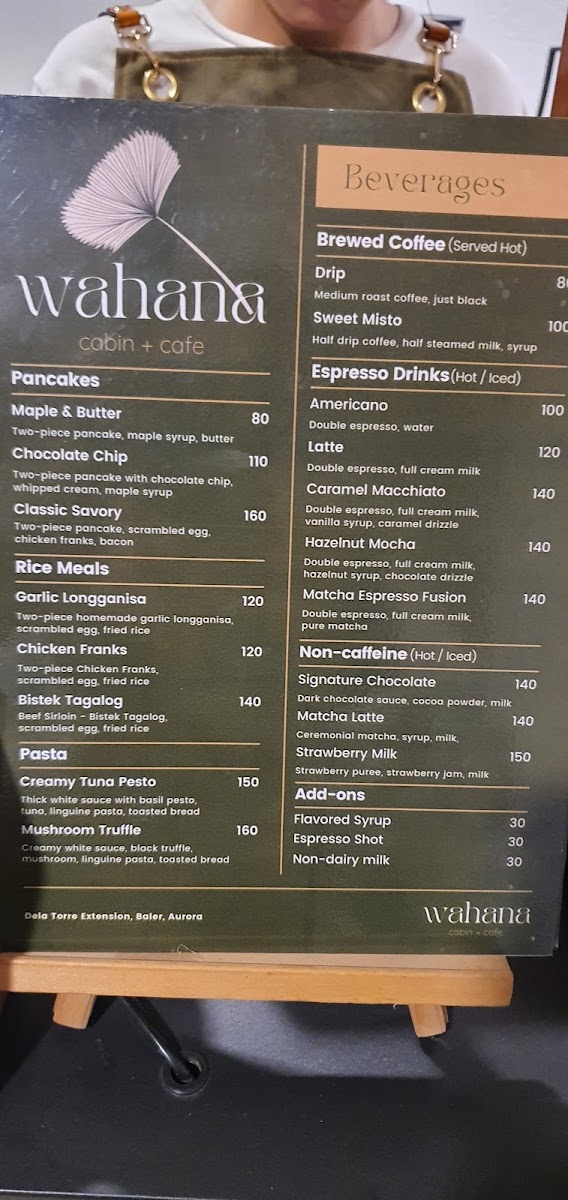 wahana
cabin + cafe
Pancakes
Maple & Butter 80
Two-piece pancake, maple syrup, butter
Chocolate Chip 110
Two-piece pancake with chocolate chip,
whipped cream, maple syrup
Classic Savory 160
Two-piece pancake, scrambled egg,
chicken franks, bacon
Rice Meals
Garlic Longganisa 120
Two-piece homemade garlic longganisa,
scrambled egg, fried rice
Chicken Franks 120
Two-piece Chicken Franks,
scrambled egg, fried rice
Bistek Tagalog 140
Beef Sirloin - Bistek Tagalog,
scrambled egg, fried rice
Pasta
Creamy Tuna Pesto 150
Thick white sauce with basil pesto,
tuna, linguine pasta, toasted bread
Mushroom Truffle 160
Creamy white sauce, black truffle,
mushroom, linguine pasta, toasted bread
Beverages
Brewed Coffee (Served Hot)
Drip 80
Medium roast coffee, just black
Sweet Misto 100
Half drip coffee, half steamed milk, syrup
Espresso Drinks (Hot / Iced)
Americano 100
Double espresso, water
Latte 120
Double espresso, full cream milk
Caramel Macchiato 140
Double espresso, full cream milk,
vanilla syrup, caramel drizzle
Hazelnut Mocha 140
Double espresso, full cream milk,
hazelnut syrup, chocolate drizzle
Matcha Espresso Fusion 140
Double espresso, full cream milk,
pure matcha
Non-caffeine (Hot / Iced)
Signature Chocolate 140
Dark chocolate sauce, cocoa powder, milk
Matcha Latte 140
Ceremonial matcha, syrup, milk,
Strawberry Milk 150
Strawberry puree, strawberry jam, milk
Add-ons
Flavored Syrup 30
Espresso Shot 30
Non-dairy milk 30
Dela Torre Extension, Baler, Aurora
wahana
cabin + cafe